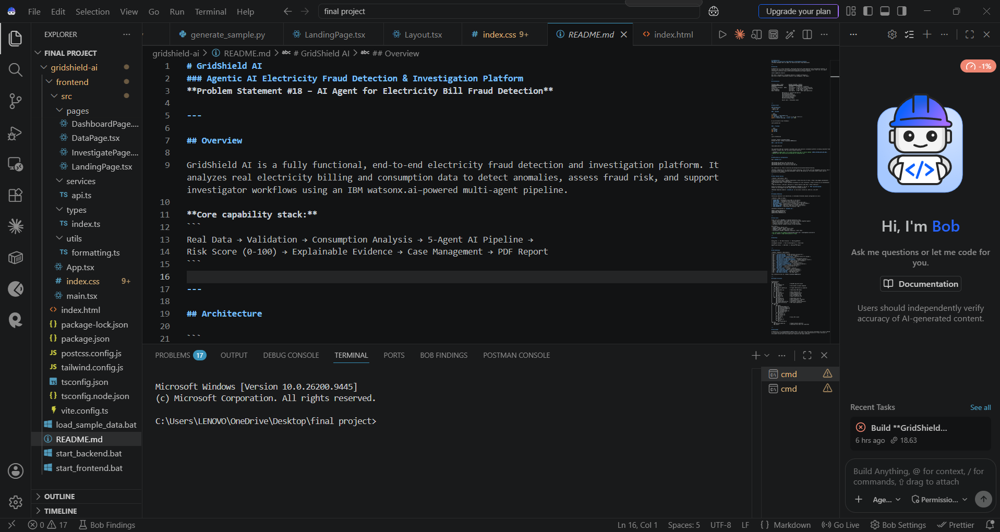 File Edit Selection View Go Run Terminal Help
final project
Upgrade your plan
EXPLORER
FINAL PROJECT
gridshield-ai
frontend
src
pages
DashboardPage....
DataPage.tsx
InvestigatePage....
LandingPage.tsx
services
TS api.ts
types
TS index.ts
utils
TS formatting.ts
App.tsx
# index.css 9+
main.tsx
<> index.html
{} package-lock.json
{} package.json
JS postcss.config.js
JS tailwind.config.js
TS tsconfig.json
{} tsconfig.node.json
vite.config.ts
load_sample_data.bat
README.md
start_backend.bat
start_frontend.bat
OUTLINE
TIMELINE
generate_sample.py
LandingPage.tsx
Layout.tsx
# index.css 9+
README.md
<> index.html
gridshield-ai > README.md > abc # GridShield AI > abc ## Overview
1 # GridShield AI
2 ### Agentic AI Electricity Fraud Detection & Investigation Platform
3 **Problem Statement #18 – AI Agent for Electricity Bill Fraud Detection**
4
5 ---
6
7 ## Overview
8
9 GridShield AI is a fully functional, end-to-end electricity fraud detection and investigation platform. It
analyzes real electricity billing and consumption data to detect anomalies, assess fraud risk, and support
investigator workflows using an IBM watsonx.ai–powered multi-agent pipeline.
10
11 **Core capability stack:**
12 ```
13 Real Data → Validation → Consumption Analysis → 5-Agent AI Pipeline →
14 Risk Score (0-100) → Explainable Evidence → Case Management → PDF Report
15 ```
16
17 ---
18
19 ## Architecture
20
21 ```
PROBLEMS 17 OUTPUT DEBUG CONSOLE TERMINAL PORTS BOB FINDINGS POSTMAN CONSOLE
Microsoft Windows [Version 10.0.26200.9445]
(c) Microsoft Corporation. All rights reserved.
C:\Users\LENOVO\OneDrive\Desktop\final project>
cmd
cmd
-1%
Hi, I'm Bob
Ask me questions or let me code for
you.
Documentation
Users should independently verify
accuracy of AI-generated content.
Recent Tasks See all
Build **GridShield...
6 hrs ago 18.63
Build Anything, @ for context, / for
commands, ⇧ drag to attach
Age... Permissio...
0 17 Bob Findings
Ln 16, Col 1 Spaces: 5 UTF-8 LF {} Markdown Go Live Bob Settings Prettier